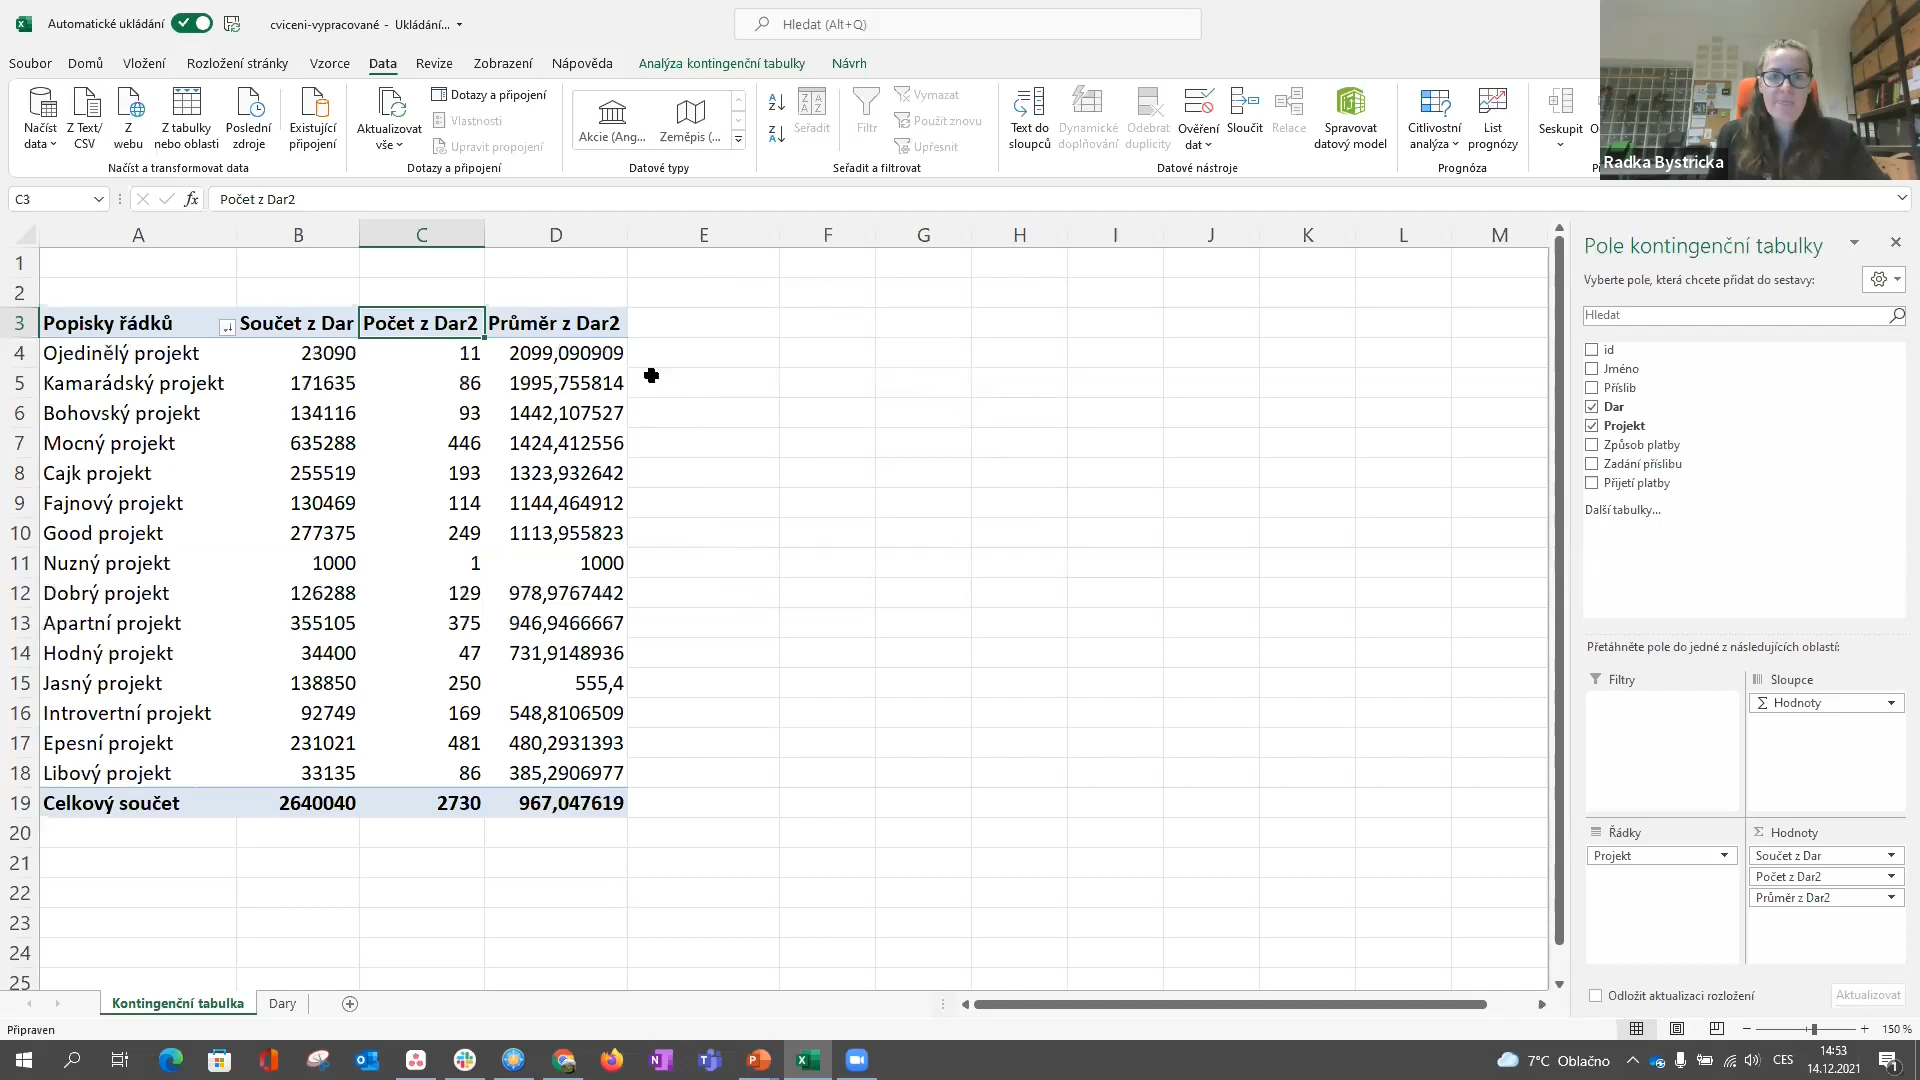 Automatické ukládání
cviceni-vypracované - Ukládání...
Hledat (Alt+Q)
Soubor Domů Vložení Rozložení stránky Vzorce Data Revize Zobrazení Nápověda Analýza kontingenční tabulky Návrh
Načíst data
Z Text/ CSV
Z webu
Z tabulky nebo oblasti
Poslední zdroje
Existující připojení
Načíst a transformovat data
Aktualizovat vše
Dotazy a připojení
Vlastnosti
Upravit propojení
Dotazy a připojení
Akcie (Ang...
Zeměpis (...
Datové typy
Seřadit
Filtr
Vymazat
Použít znovu
Upřesnit
Seřadit a filtrovat
Text do sloupců
Dynamické doplňování
Odebrat duplicity
Ověření dat
Sloučit
Relace
Spravovat datový model
Datové nástroje
Citlivostní analýza
List prognózy
Prognóza
Seskupit
Radka Bystricka
C3
fx
Počet z Dar2
A B C D E F G H I J K L M
1
2
3 Popisky řádků Součet z Dar Počet z Dar2 Průměr z Dar2
4 Ojedinělý projekt 23090 11 2099,090909
5 Kamarádský projekt 171635 86 1995,755814
6 Bohovský projekt 134116 93 1442,107527
7 Mocný projekt 635288 446 1424,412556
8 Cajk projekt 255519 193 1323,932642
9 Fajnový projekt 130469 114 1144,464912
10 Good projekt 277375 249 1113,955823
11 Nuzný projekt 1000 1 1000
12 Dobrý projekt 126288 129 978,9767442
13 Apartní projekt 355105 375 946,9466667
14 Hodný projekt 34400 47 731,9148936
15 Jasný projekt 138850 250 555,4
16 Introvertní projekt 92749 169 548,8106509
17 Epesní projekt 231021 481 480,2931393
18 Libový projekt 33135 86 385,2906977
19 Celkový součet 2640040 2730 967,047619
20
21
22
23
24
25
Pole kontingenční tabulky
Vyberte pole, která chcete přidat do sestavy:
Hledat
id
Jméno
Příslib
Dar
Projekt
Způsob platby
Zadání příslibu
Přijetí platby
Další tabulky...
Přetáhněte pole do jedné z následujících oblastí:
Filtry
Sloupce
Hodnoty
Řádky
Projekt
Hodnoty
Součet z Dar
Počet z Dar2
Průměr z Dar2
Odložit aktualizaci rozložení
Aktualizovat
Kontingenční tabulka
Dary
Připraven
150 %
7°C Oblačno
CES
14:53
14.12.2021